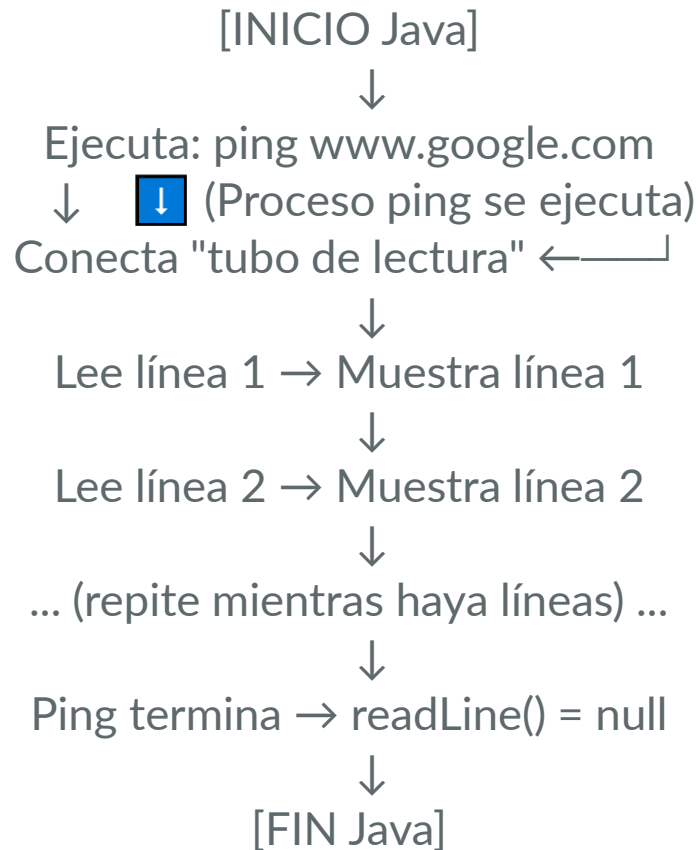 [INICIO Java]
↓
Ejecuta: ping www.google.com
↓ ⬇️ (Proceso ping se ejecuta)
Conecta "tubo de lectura" ←───┘
↓
Lee línea 1 → Muestra línea 1
↓
Lee línea 2 → Muestra línea 2
↓
... (repite mientras haya líneas) ...
↓
Ping termina → readLine() = null
↓
[FIN Java]